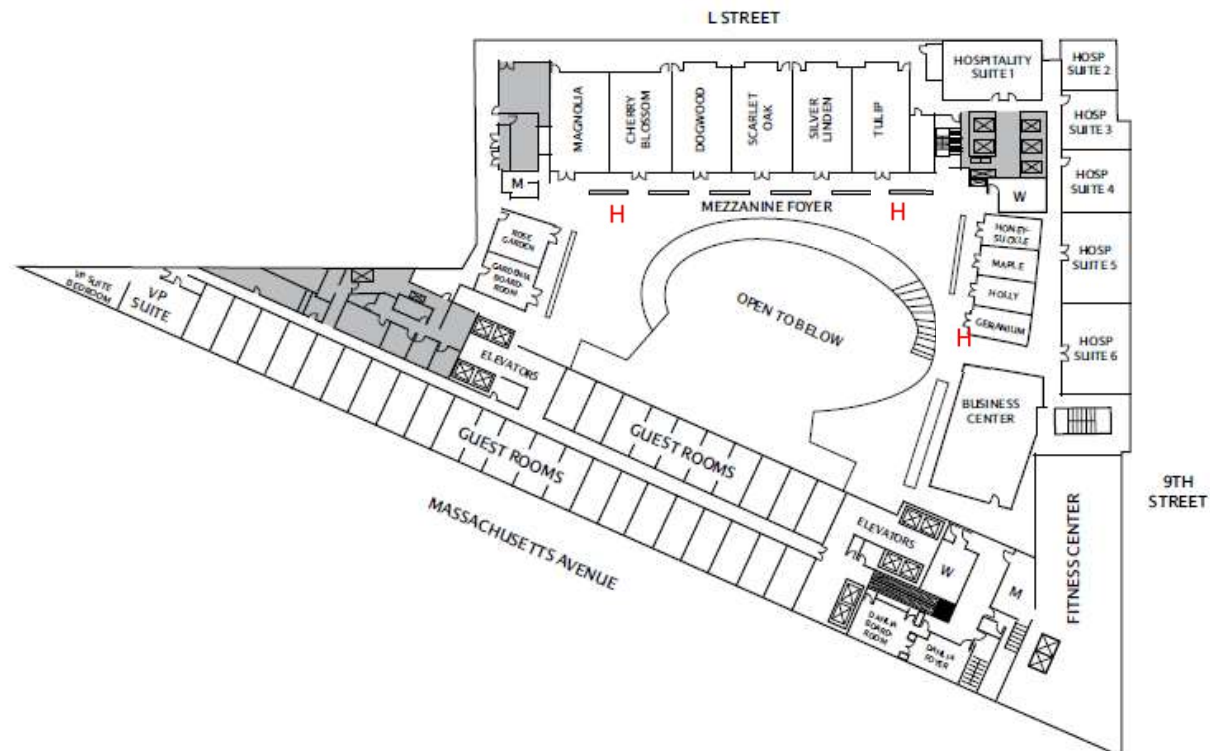 L STREET
HOSPITALITY
SUITE 1
HOSP
SUITE 2
MAGNOLIA
CHERRY
BLOSSOM
DOGWOOD
SCARLET
OAK
SILVER
LINDEN
TULIP
HOSP
SUITE 3
HOSP
SUITE 4
M
W
MEZZANINE FOYER
H
H
ROSE
GARDEN
GARDENIA
BOARD-
ROOM
HONEY-
SUCKLE
MAPLE
HOLLY
GERANIUM
H
HOSP
SUITE 5
HOSP
SUITE 6
VP SUITE
BEDROOM
VP
SUITE
OPEN TO BELOW
ELEVATORS
BUSINESS
CENTER
GUEST ROOMS
GUEST ROOMS
MASSACHUSETTS AVENUE
9TH
STREET
ELEVATORS
W
M
FITNESS CENTER
DAHLIA
BOARD-
ROOM
DAHLIA
FOYER